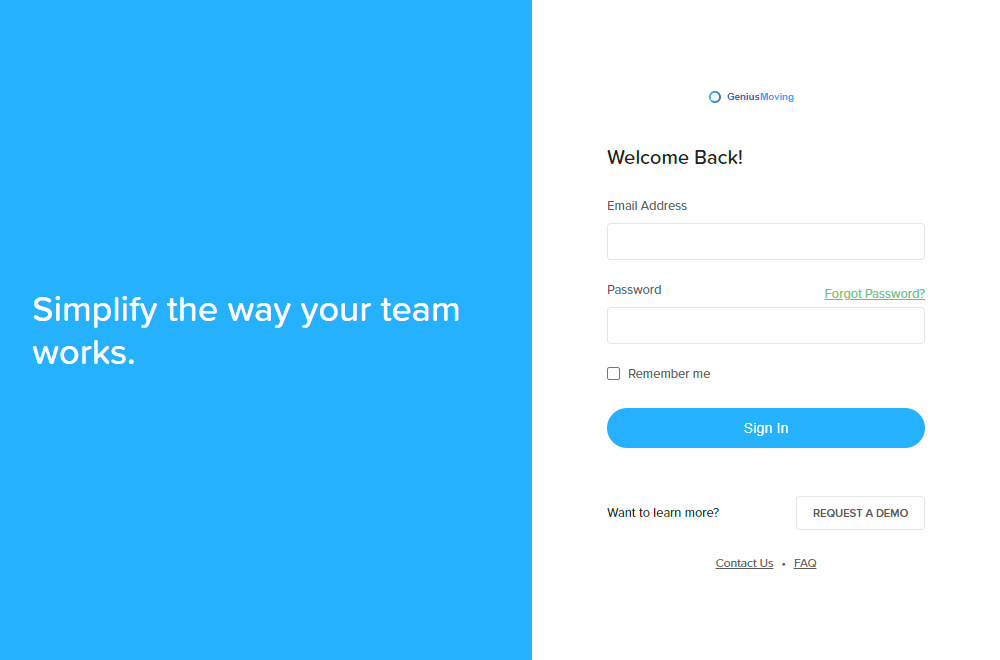 Simplify the way your team
works.
GeniusMoving
Welcome Back!
Email Address
Password
Forgot Password?
Remember me
Sign In
Want to learn more?
REQUEST A DEMO
Contact Us • FAQ